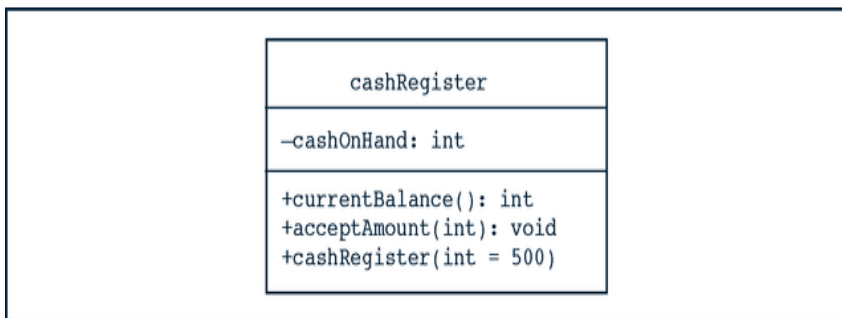 cashRegister
–cashOnHand: int
+currentBalance(): int
+acceptAmount(int): void
+cashRegister(int = 500)